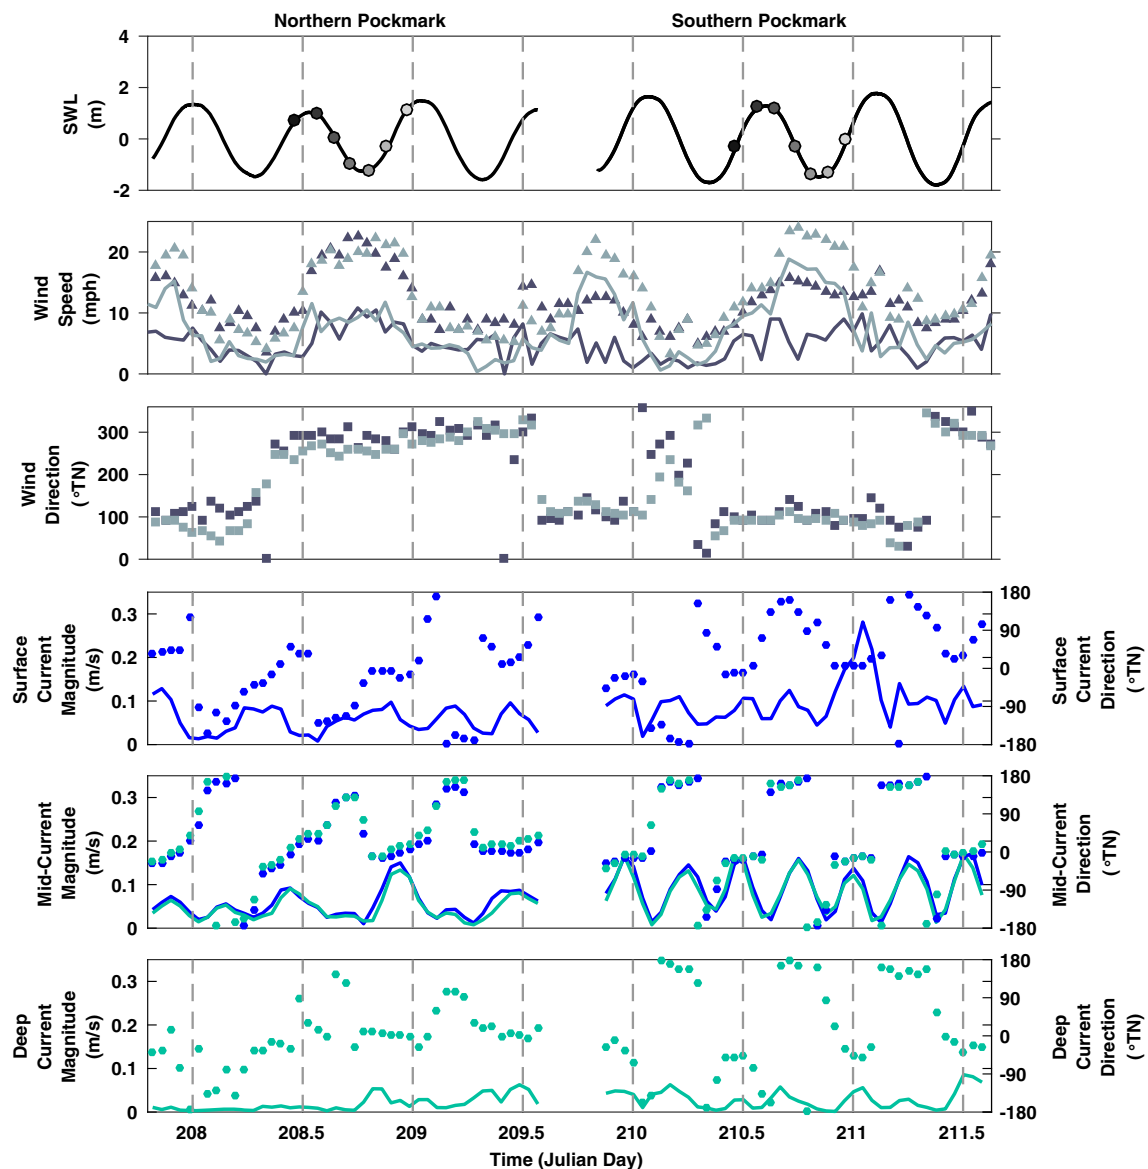 Northern Pockmark
Southern Pockmark
SWL
(m)
4
2
0
-2
Wind
Speed
(mph)
20
10
0
Wind
Direction
(°TN)
300
200
100
0
Surface
Current
Magnitude
(m/s)
0.3
0.2
0.1
0
180
90
0
-90
-180
Surface
Current
Direction
(°TN)
Mid-Current
Magnitude
(m/s)
0.3
0.2
0.1
0
180
90
0
-90
-180
Mid-Current
Direction
(°TN)
Deep
Current
Magnitude
(m/s)
0.3
0.2
0.1
0
180
90
0
-90
-180
Deep
Current
Direction
(°TN)
208 208.5 209 209.5 210 210.5 211 211.5
Time (Julian Day)